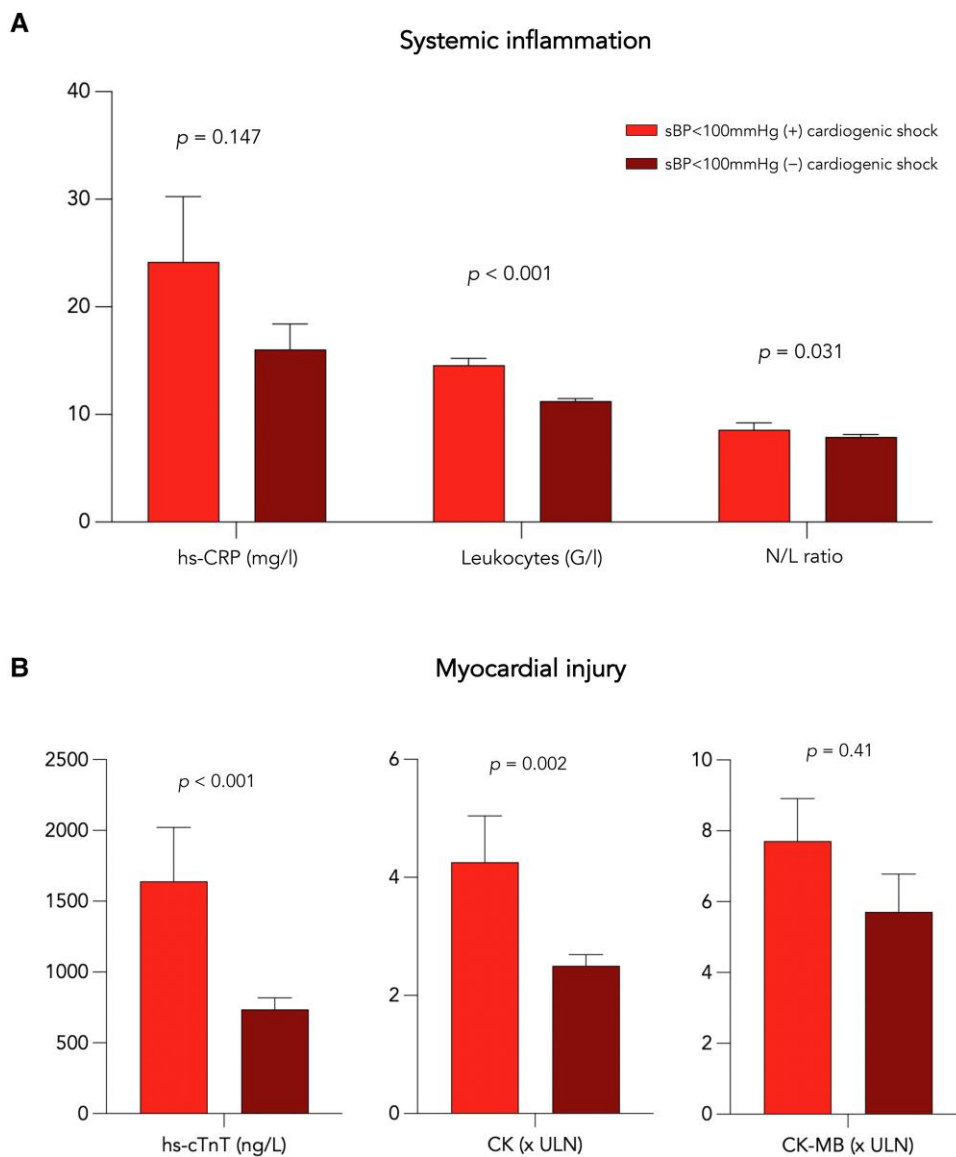 A
Systemic inflammation
40
30
20
10
0
p = 0.147
p < 0.001
p = 0.031
sBP<100mmHg (+) cardiogenic shock
sBP<100mmHg (−) cardiogenic shock
hs-CRP (mg/l)
Leukocytes (G/l)
N/L ratio
B
Myocardial injury
2500
2000
1500
1000
500
0
p < 0.001
hs-cTnT (ng/L)
6
4
2
0
p = 0.002
CK (x ULN)
10
8
6
4
2
0
p = 0.41
CK-MB (x ULN)